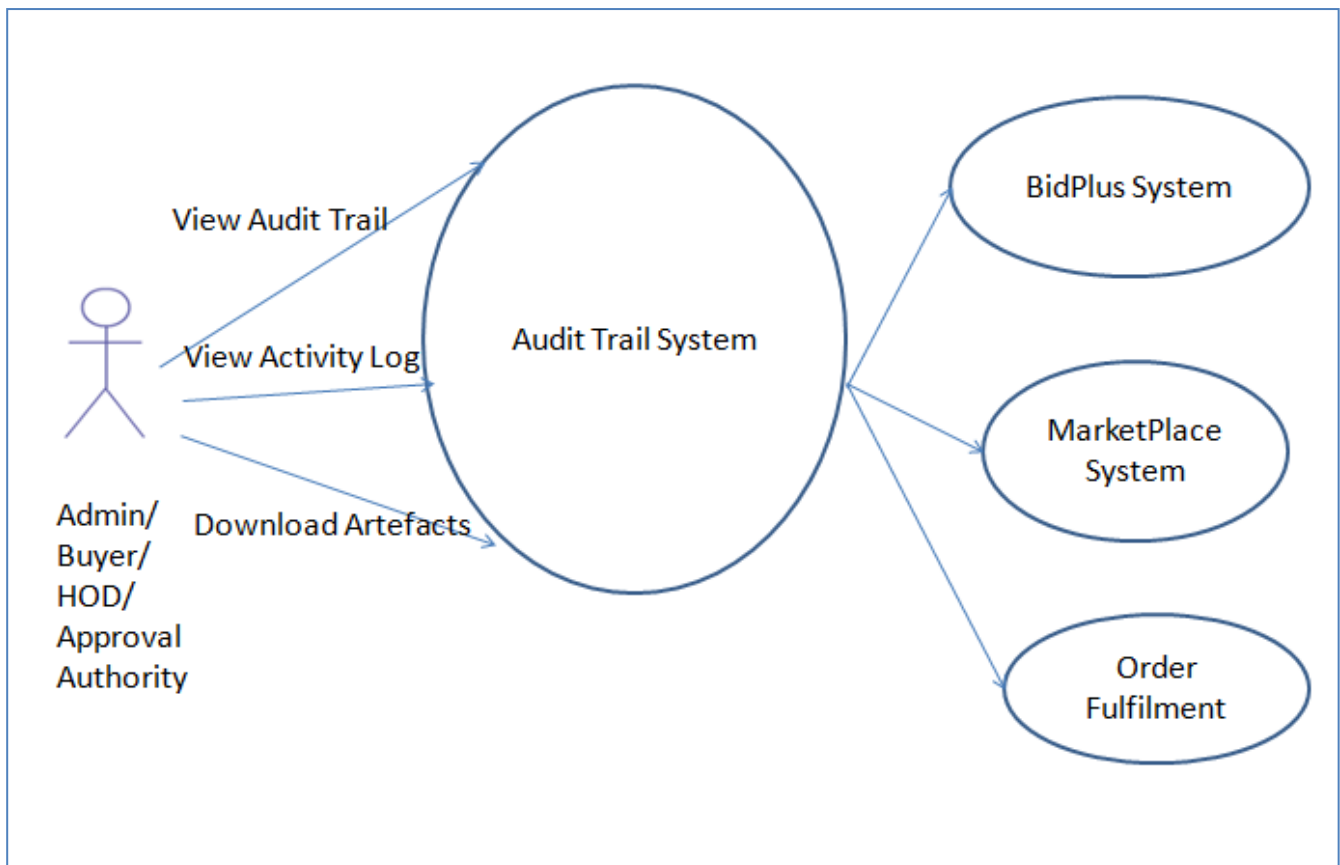 View Audit Trail
View Activity Log
Download Artefacts
Admin/
Buyer/
HOD/
Approval
Authority
Audit Trail System
BidPlus System
MarketPlace
System
Order
Fulfilment